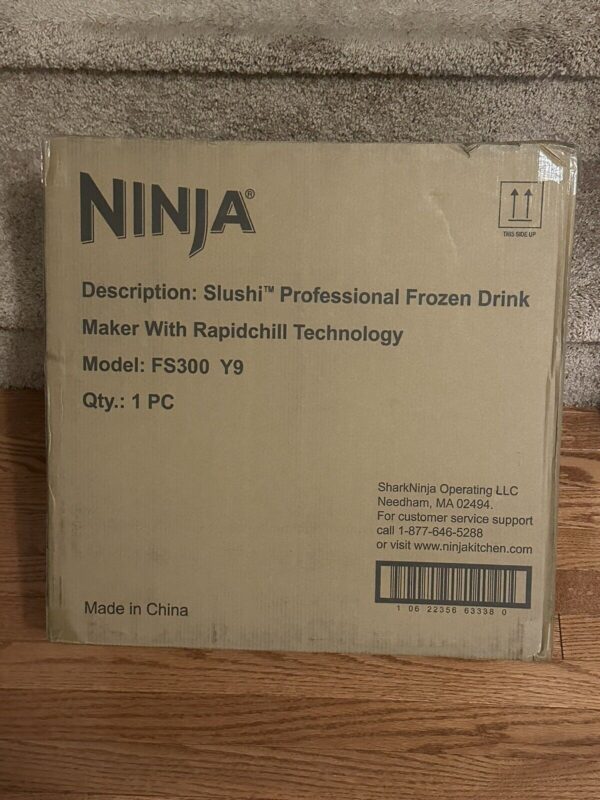 NINJA®
THIS SIDE UP
Description: Slushi™ Professional Frozen Drink
Maker With Rapidchill Technology
Model: FS300 Y9
Qty.: 1 PC
SharkNinja Operating LLC
Needham, MA 02494.
For customer service support
call 1-877-646-5288
or visit www.ninjakitchen.com
1 06 22356 63338 0
Made in China